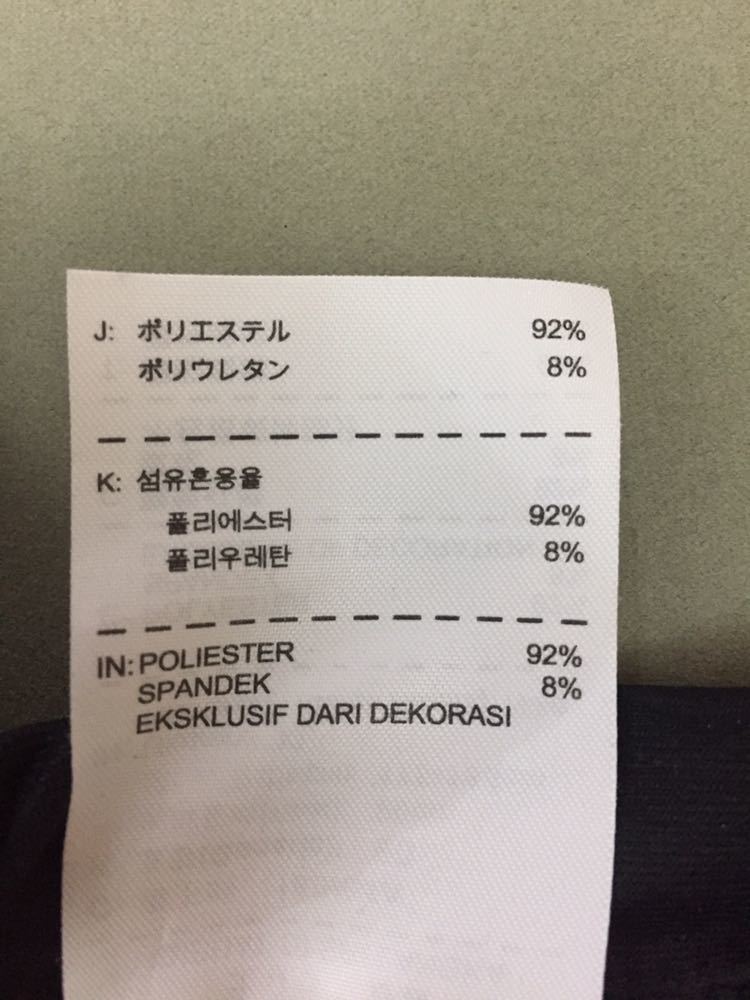 J: ポリエステル 92%
ポリウレタン 8%
K: 섬유혼용율
폴리에스터 92%
폴리우레탄 8%
IN: POLIESTER 92%
SPANDEK 8%
EKSKLUSIF DARI DEKORASI